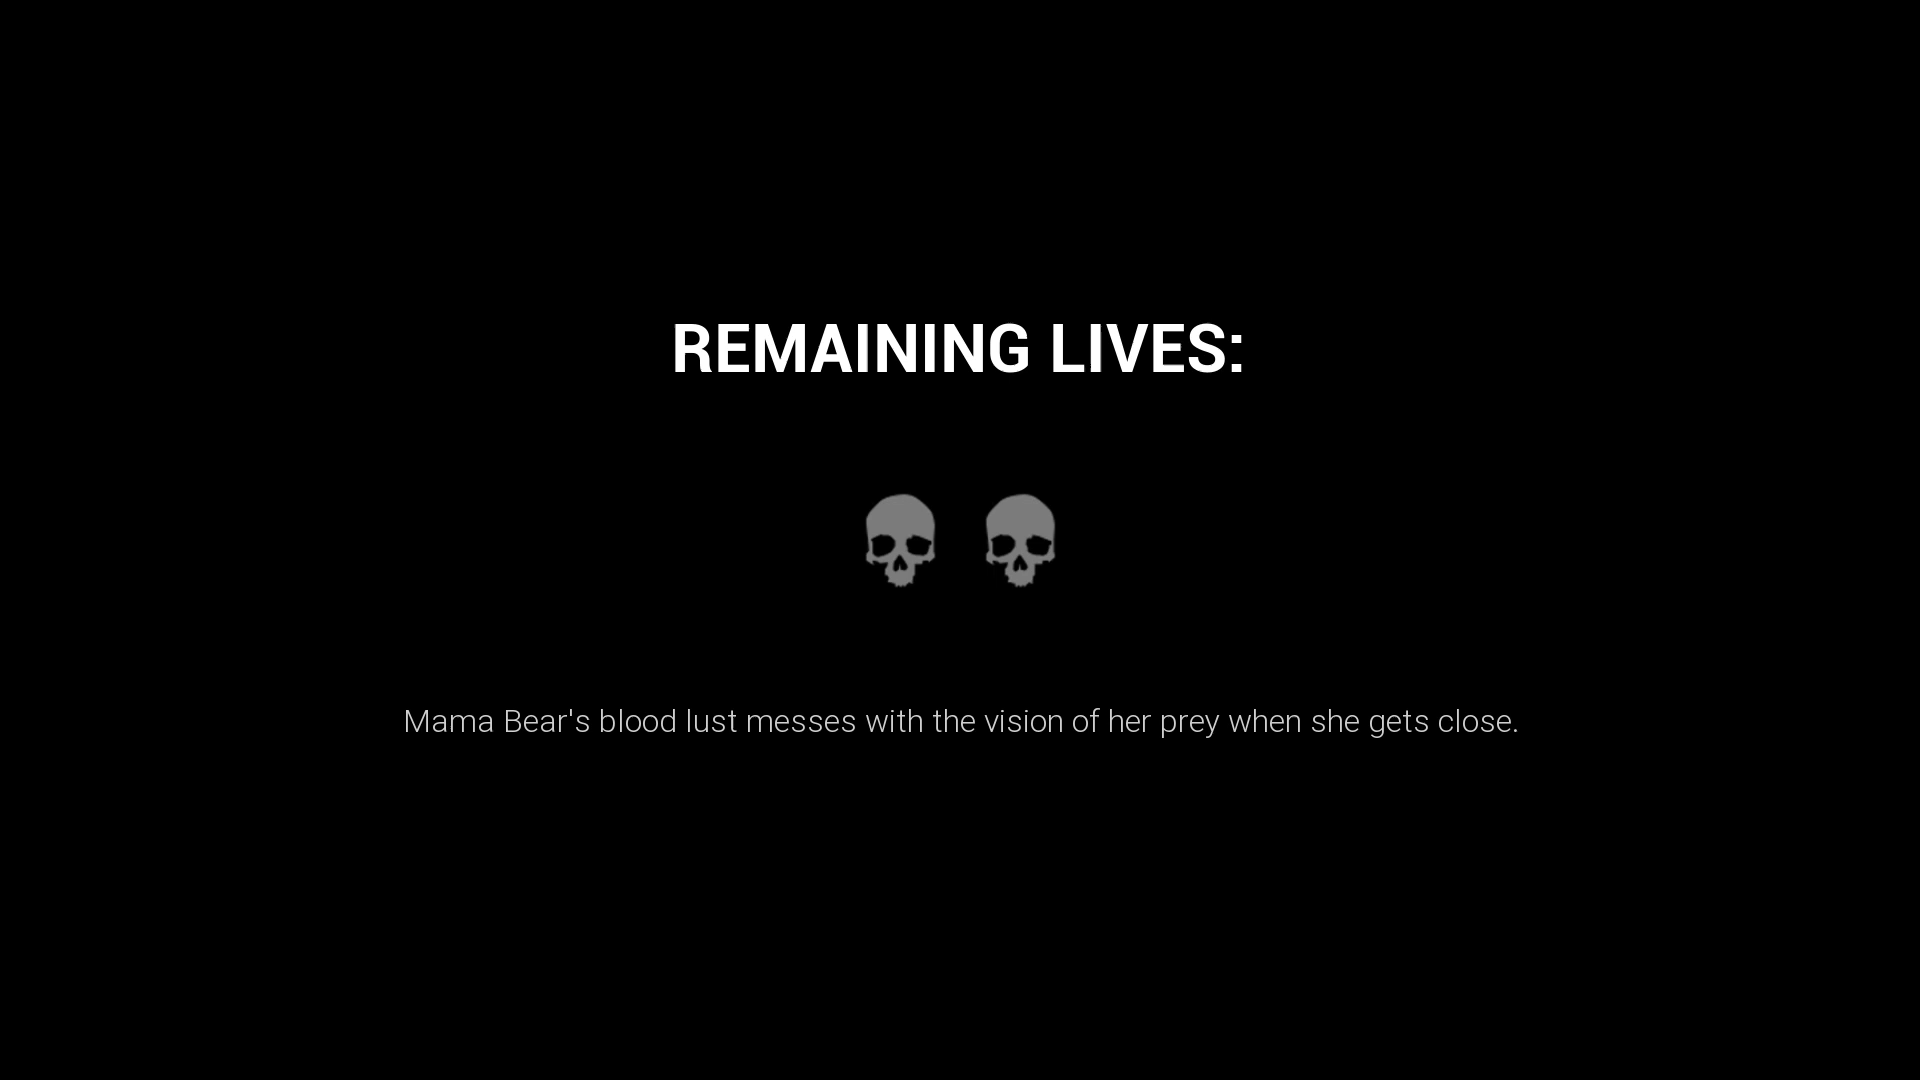 REMAINING LIVES:
Mama Bear's blood lust messes with the vision of her prey when she gets close.